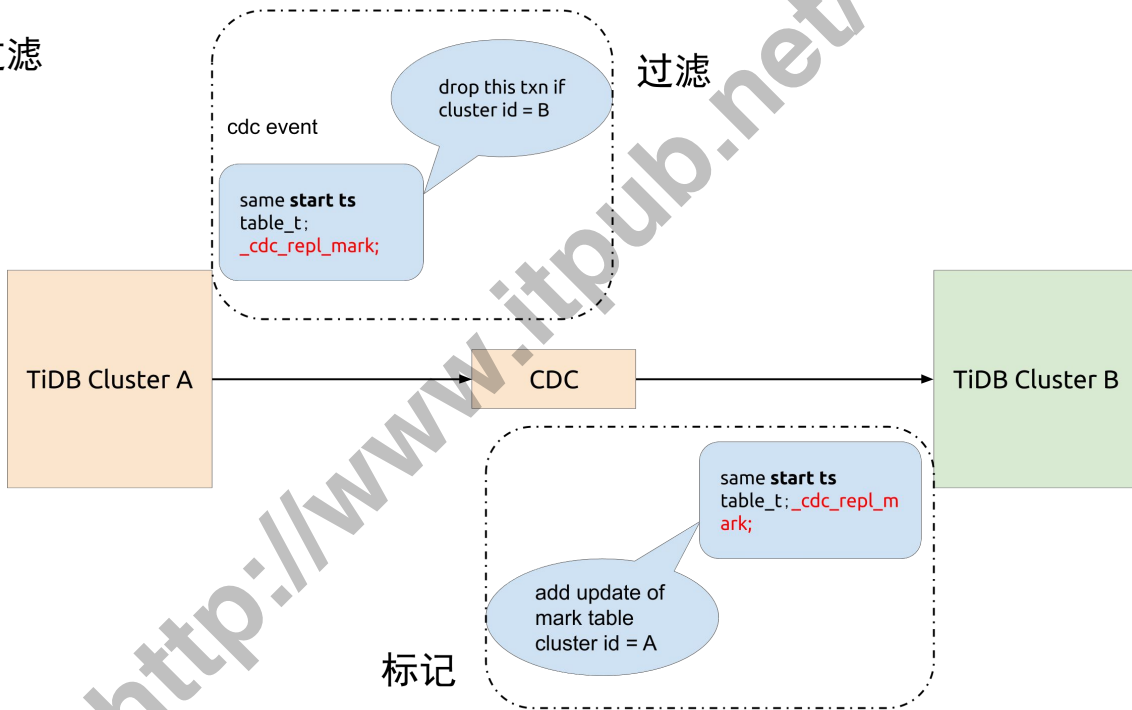 过滤
drop this txn if
cluster id = B
过滤
cdc event
same start ts
table_t;
_cdc_repl_mark;
TiDB Cluster A
CDC
TiDB Cluster B
same start ts
table_t;_cdc_repl_m
ark;
add update of
mark table
cluster id = A
标记
http://www.itpub.net/